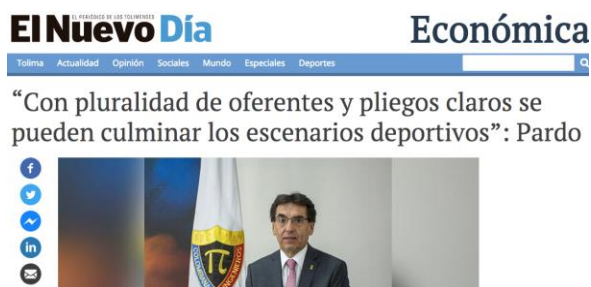 EL PERIÓDICO DE LOS TOLIMENSES
El Nuevo Día
Económica
Tolima Actualidad Opinión Sociales Mundo Especiales Deportes
“Con pluralidad de oferentes y pliegos claros se
pueden culminar los escenarios deportivos”: Pardo